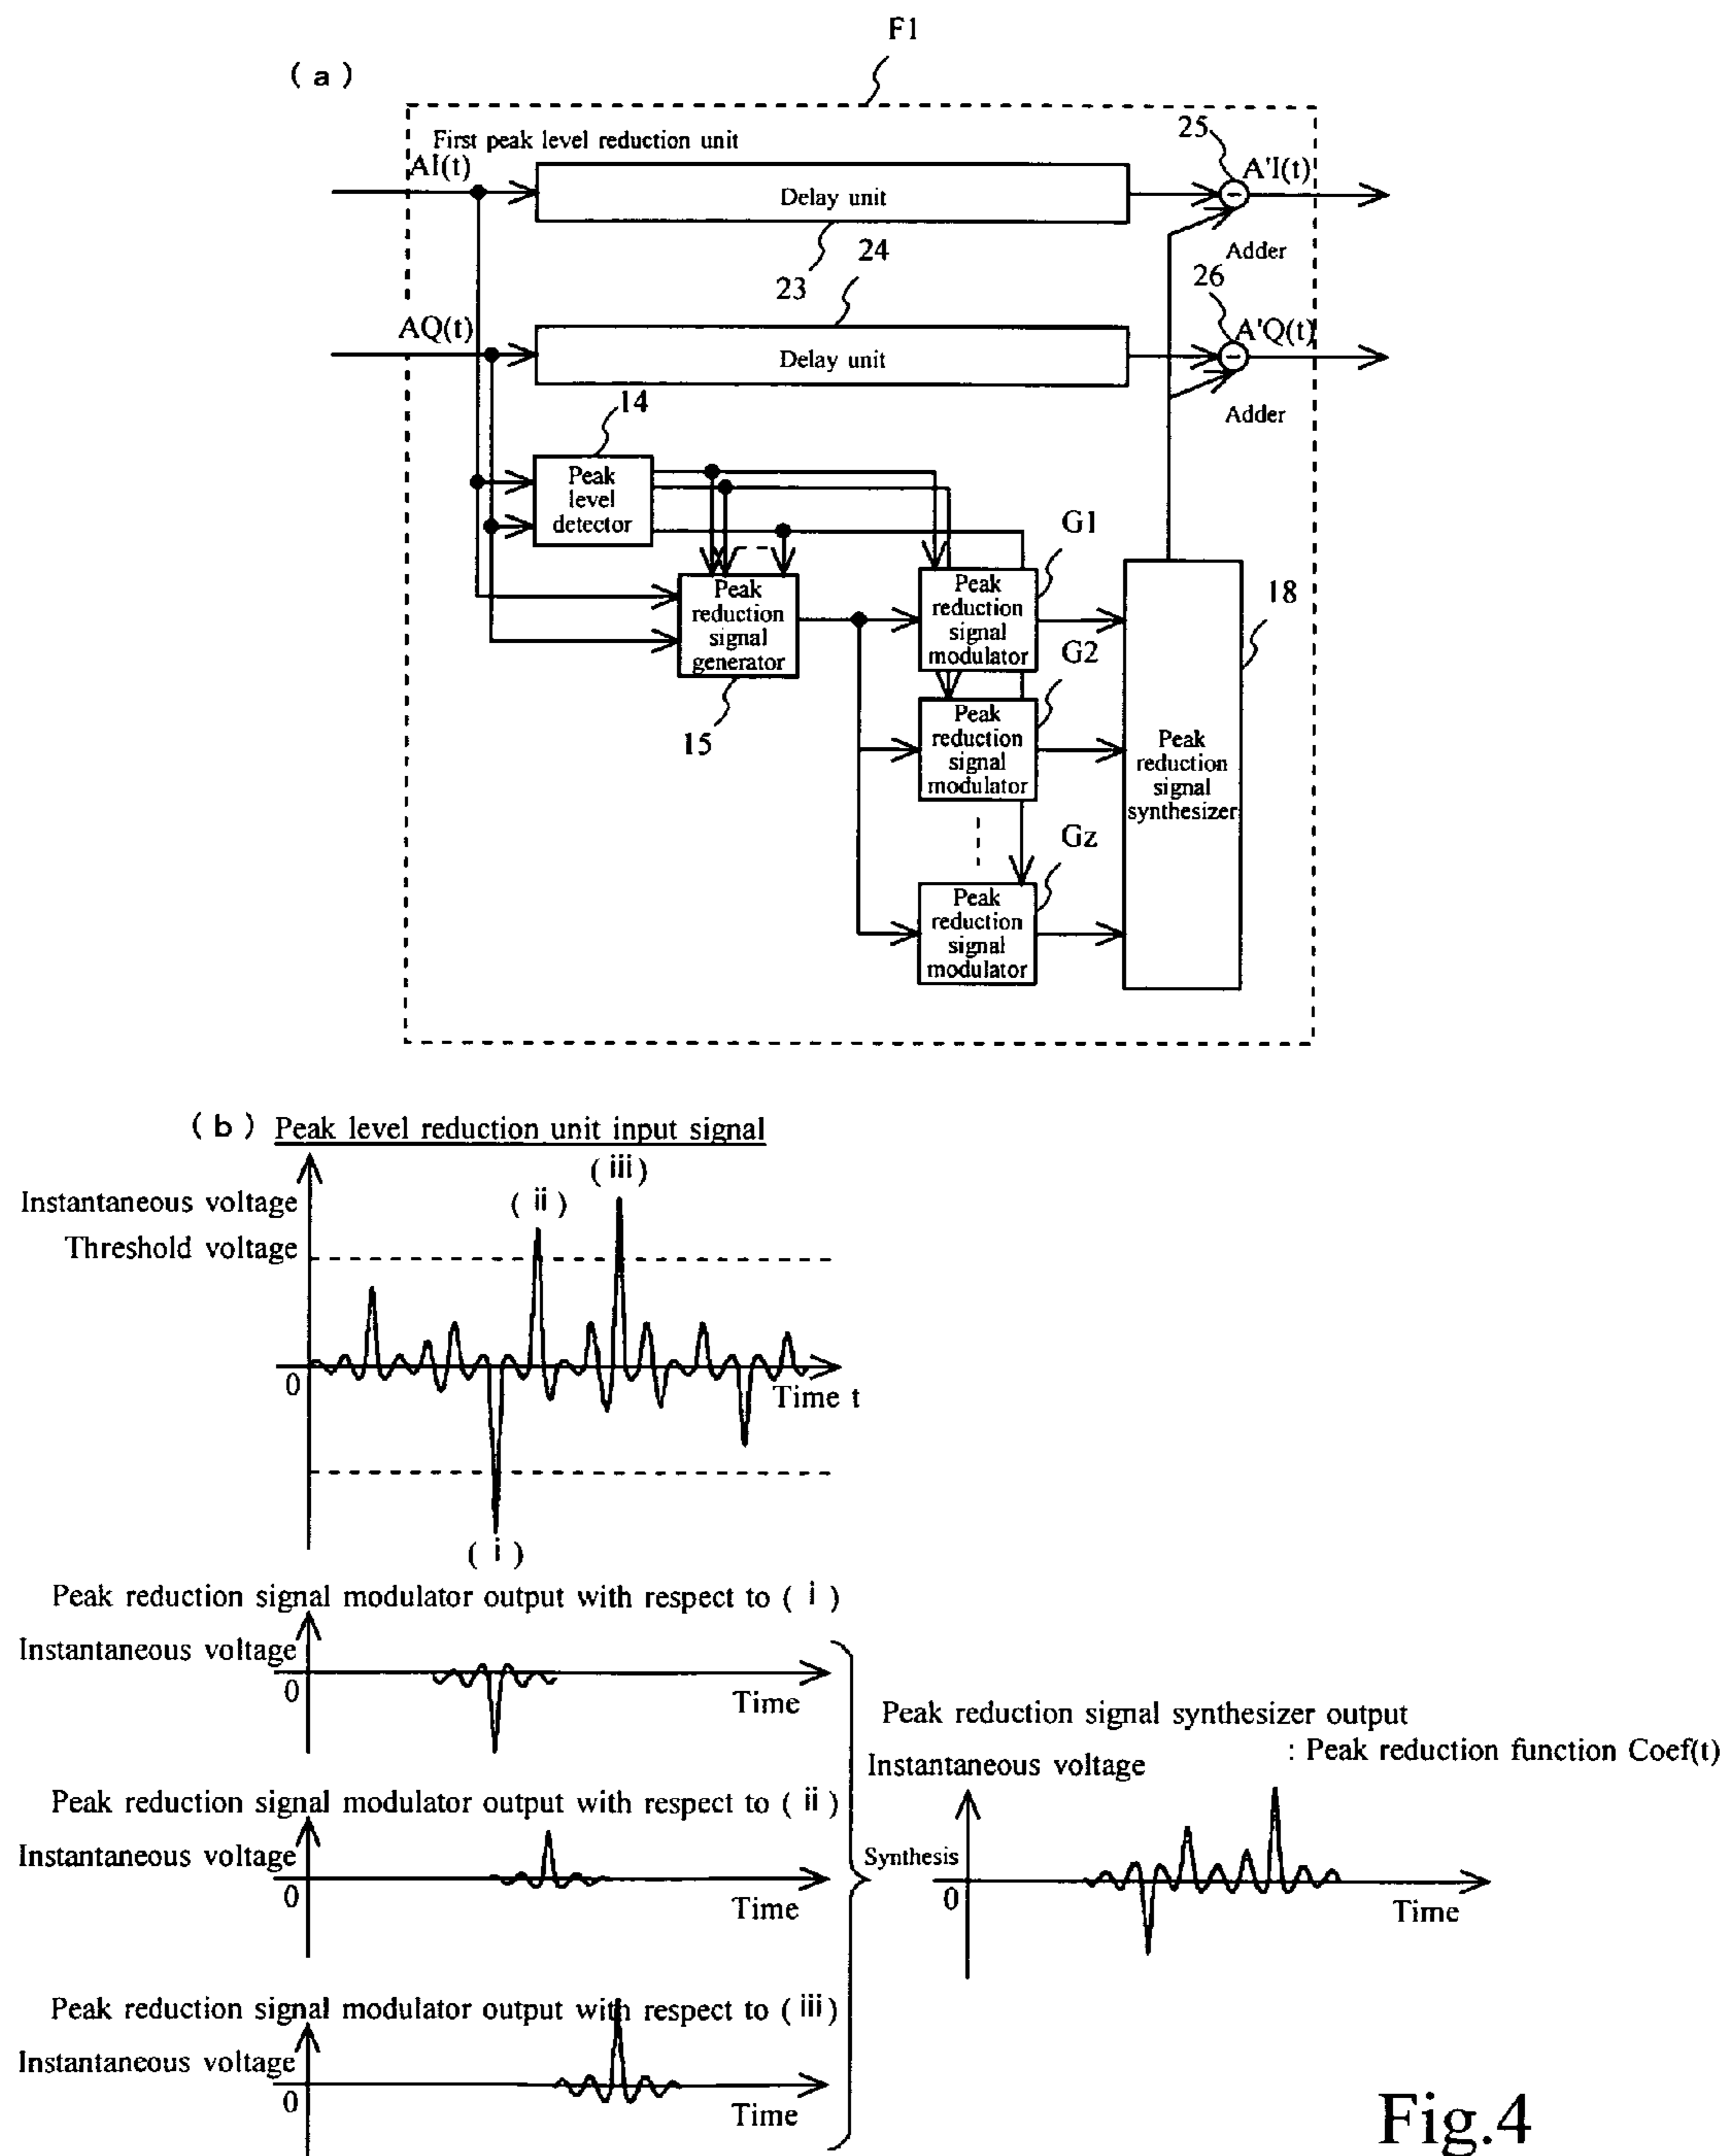 F1
( a )
First peak level reduction unit
25
AI(t)
A'I(t)
Delay unit
23
24
Adder
26
AQ(t)
A'Q(t)
Delay unit
Adder
14
Peak
level
detector
G1
Peak
reduction
signal
generator
15
Peak
reduction
signal
modulator
18
G2
Peak
reduction
signal
modulator
Peak
reduction
signal
synthesizer
Gz
Peak
reduction
signal
modulator
( b ) Peak level reduction unit input signal
( iii )
Instantaneous voltage
( ii )
Threshold voltage
0
Time t
( i )
Peak reduction signal modulator output with respect to ( i )
Instantaneous voltage
0
Time
Peak reduction signal modulator output with respect to ( ii )
Instantaneous voltage
0
Time
Peak reduction signal modulator output with respect to ( iii )
Instantaneous voltage
0
Time
Peak reduction signal synthesizer output
: Peak reduction function Coef(t)
Instantaneous voltage
Synthesis
0
Time
Fig.4